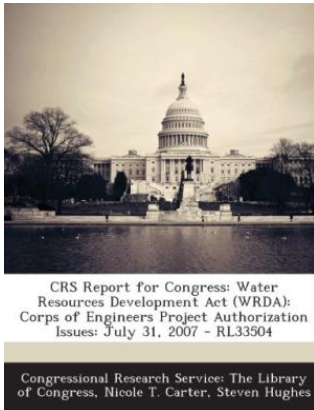 CRS Report for Congress: Water
Resources Development Act (WRDA):
Corps of Engineers Project Authorization
Issues: July 31, 2007 - RL33504
Congressional Research Service: The Library
of Congress, Nicole T. Carter, Steven Hughes